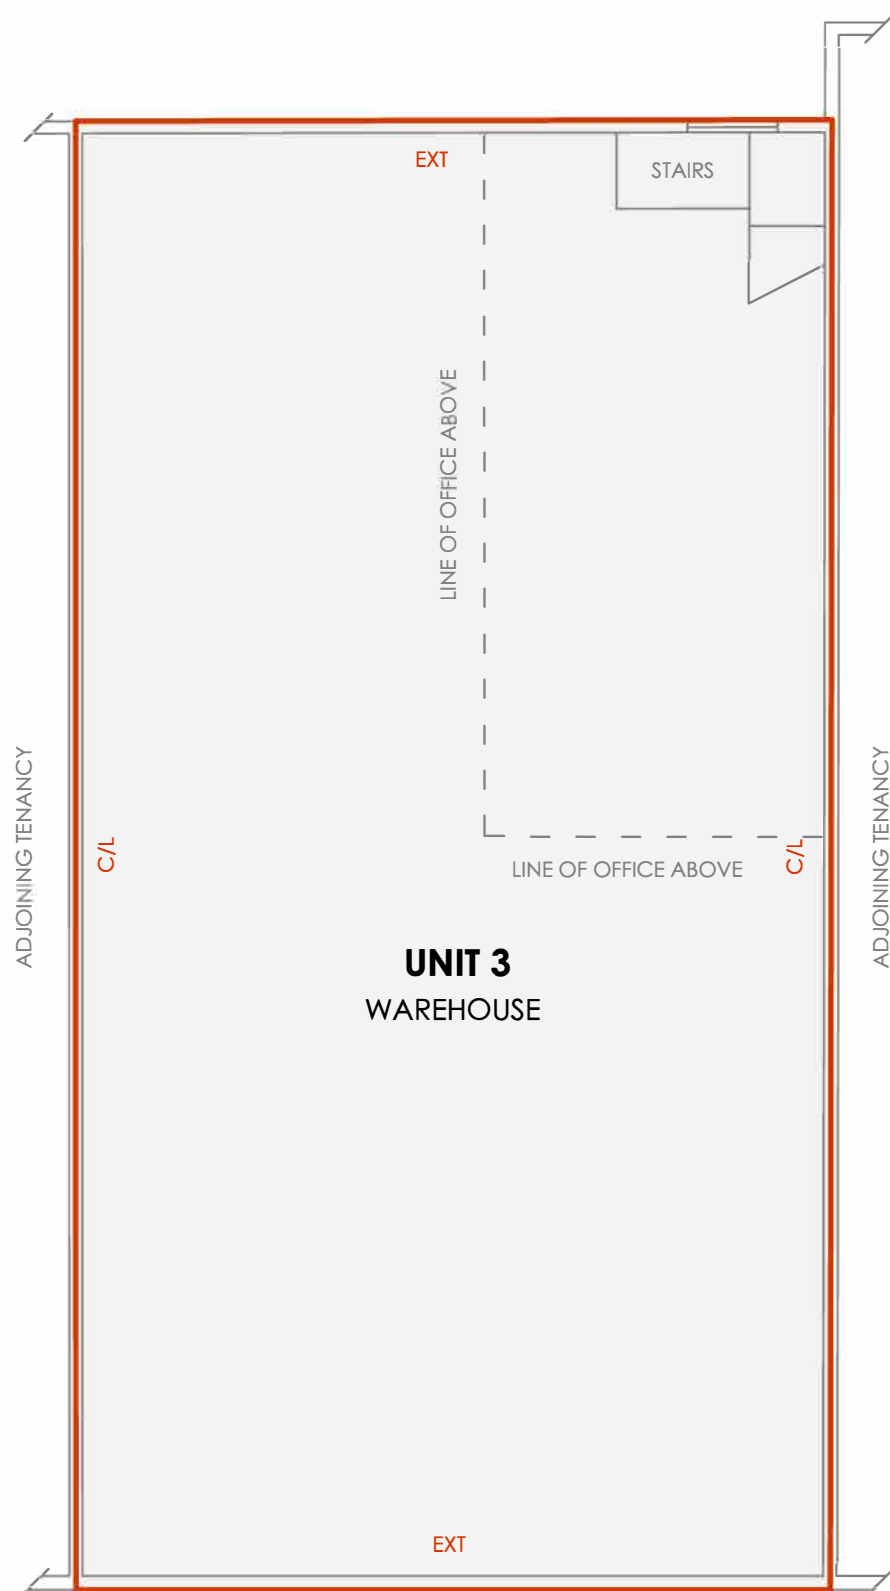 EXT
STAIRS
LINE OF OFFICE ABOVE
ADJOINING TENANCY
C/L
C/L
ADJOINING TENANCY
LINE OF OFFICE ABOVE
UNIT 3
WAREHOUSE
EXT